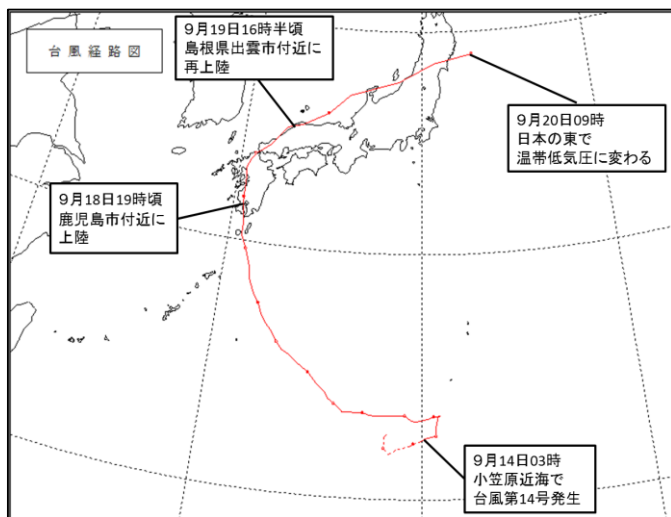 台風経路図
9月19日16時半頃
島根県出雲市付近に
再上陸
9月20日09時
日本の東で
温帯低気圧に変わる
9月18日19時頃
鹿児島市付近に
上陸
9月14日03時
小笠原近海で
台風第14号発生